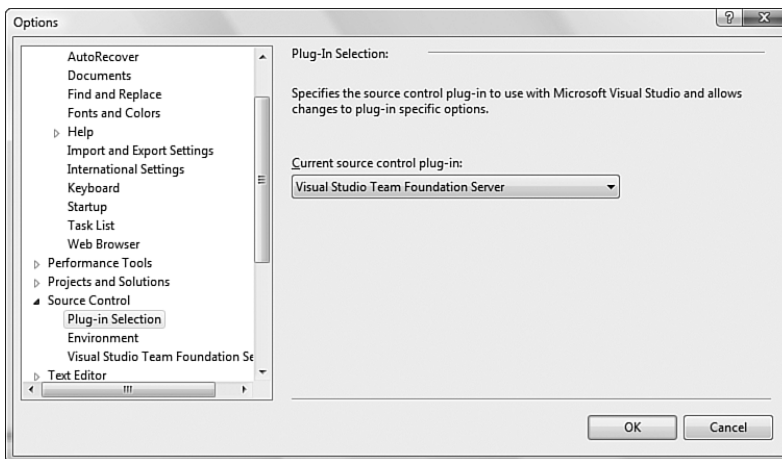 Options
AutoRecover
Documents
Find and Replace
Fonts and Colors
Help
Import and Export Settings
International Settings
Keyboard
Startup
Task List
Web Browser
Performance Tools
Projects and Solutions
Source Control
Plug-in Selection
Environment
Visual Studio Team Foundation Se
Text Editor
Plug-In Selection:
Specifies the source control plug-in to use with Microsoft Visual Studio and allows
changes to plug-in specific options.
Current source control plug-in:
Visual Studio Team Foundation Server
OK
Cancel